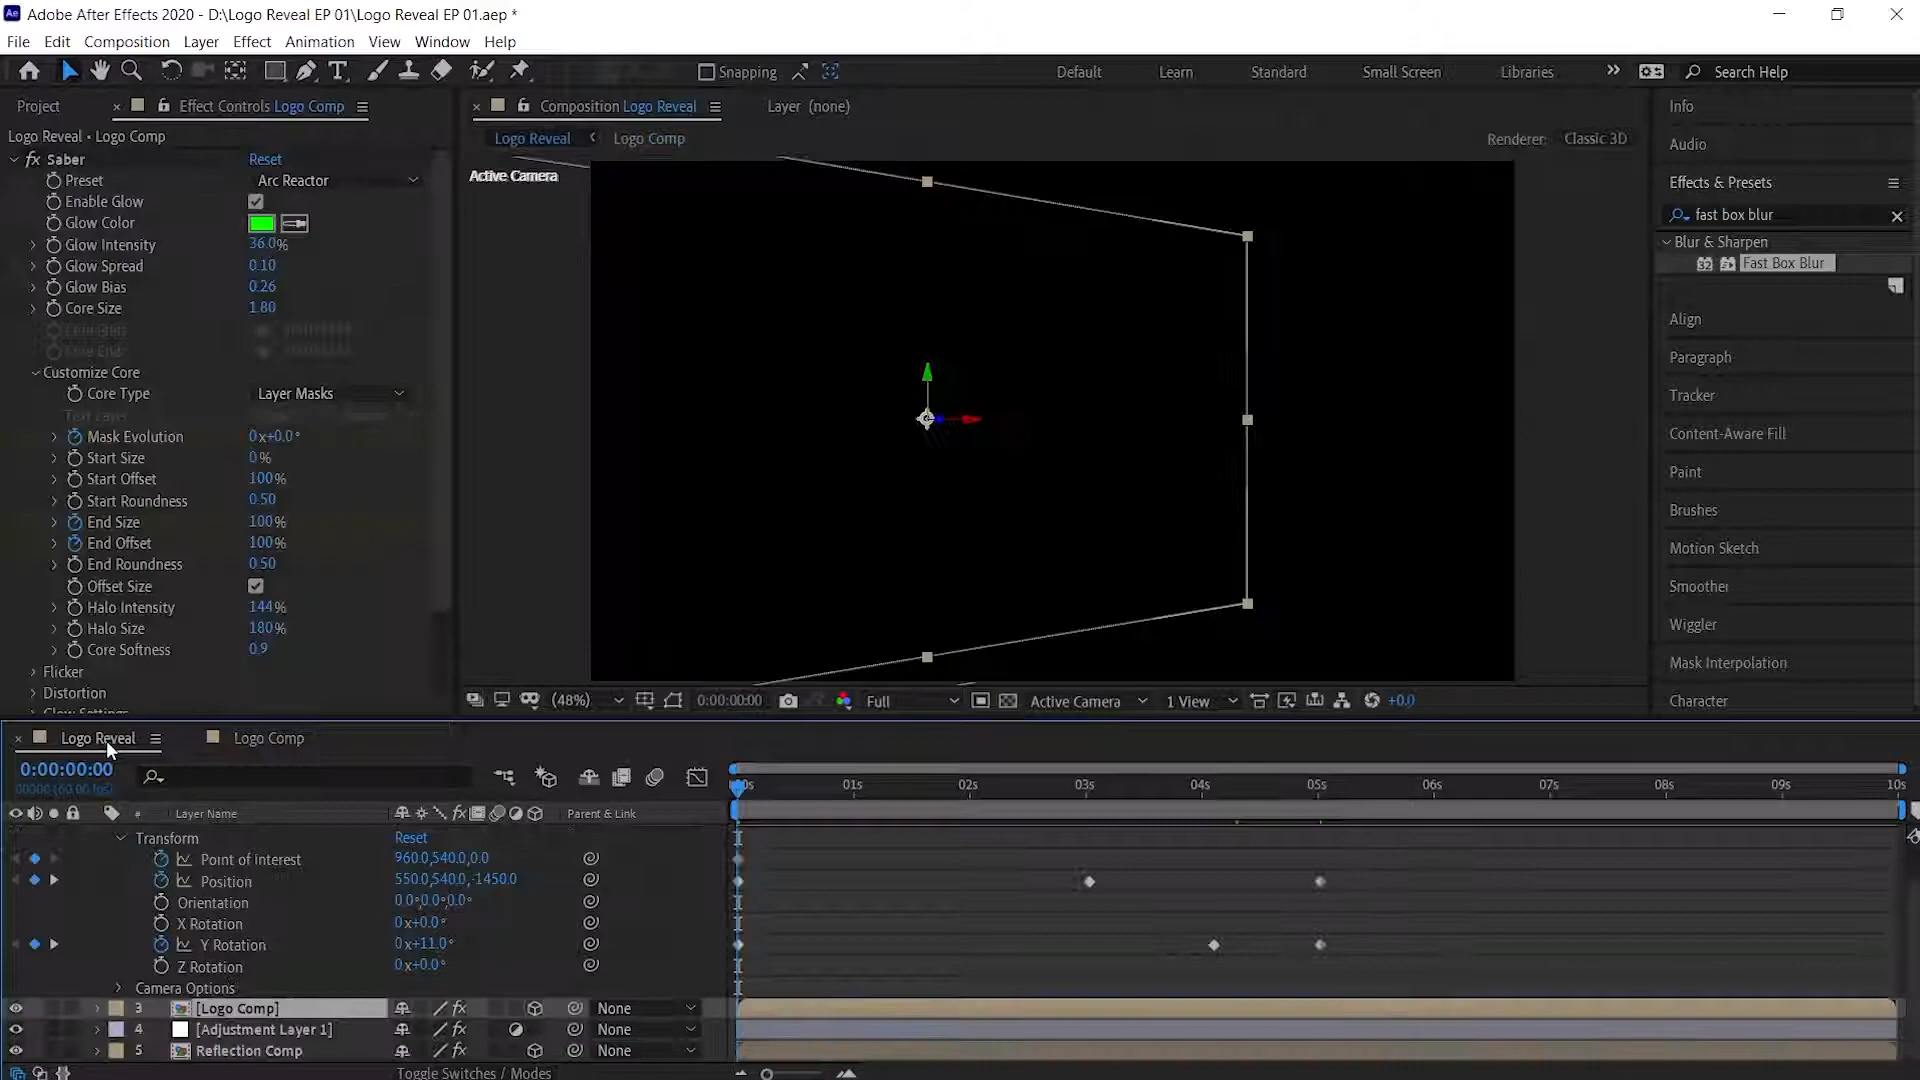 Adobe After Effects 2020 - D:\Logo Reveal EP 01\Logo Reveal EP 01.aep *
File Edit Composition Layer Effect Animation View Window Help
Snapping Default Learn Standard Small Screen Libraries Search Help
Project Effect Controls Logo Comp Composition Logo Reveal Layer (none) Info
Logo Reveal • Logo Comp Logo Reveal Logo Comp Renderer: Classic 3D
Audio
Effects & Presets
fast box blur
Blur & Sharpen
32 Fast Box Blur
Align
Paragraph
Tracker
Content-Aware Fill
Paint
Brushes
Motion Sketch
Smoother
Wiggler
Mask Interpolation
Character
fx Saber Reset
Preset Arc Reactor
Enable Glow
Glow Color
Glow Intensity 36.0%
Glow Spread 0.10
Glow Bias 0.26
Core Size 1.80
Customize Core
Core Type Layer Masks
Mask Evolution 0x+0.0°
Start Size 0%
Start Offset 100%
Start Roundness 0.50
End Size 100%
End Offset 100%
End Roundness 0.50
Offset Size
Halo Intensity 144%
Halo Size 180%
Core Softness 0.9
Flicker
Distortion
Glow Settings
Active Camera
(48%) 0:00:00:00 Full Active Camera 1 View +0.0
Logo Reveal Logo Comp
0:00:00:00
00000 (60.00 fps)
01s 02s 03s 04s 05s 06s 07s 08s 09s 10s
# Layer Name fx Parent & Link
Transform Reset
Point of Interest 960.0,540.0,0.0
Position 550.0,540.0,-1450.0
Orientation 0.0°,0.0°,0.0°
X Rotation 0x+0.0°
Y Rotation 0x+11.0°
Z Rotation 0x+0.0°
Camera Options
3 [Logo Comp] fx None
4 [Adjustment Layer 1] fx None
5 Reflection Comp fx None
Toggle Switches / Modes